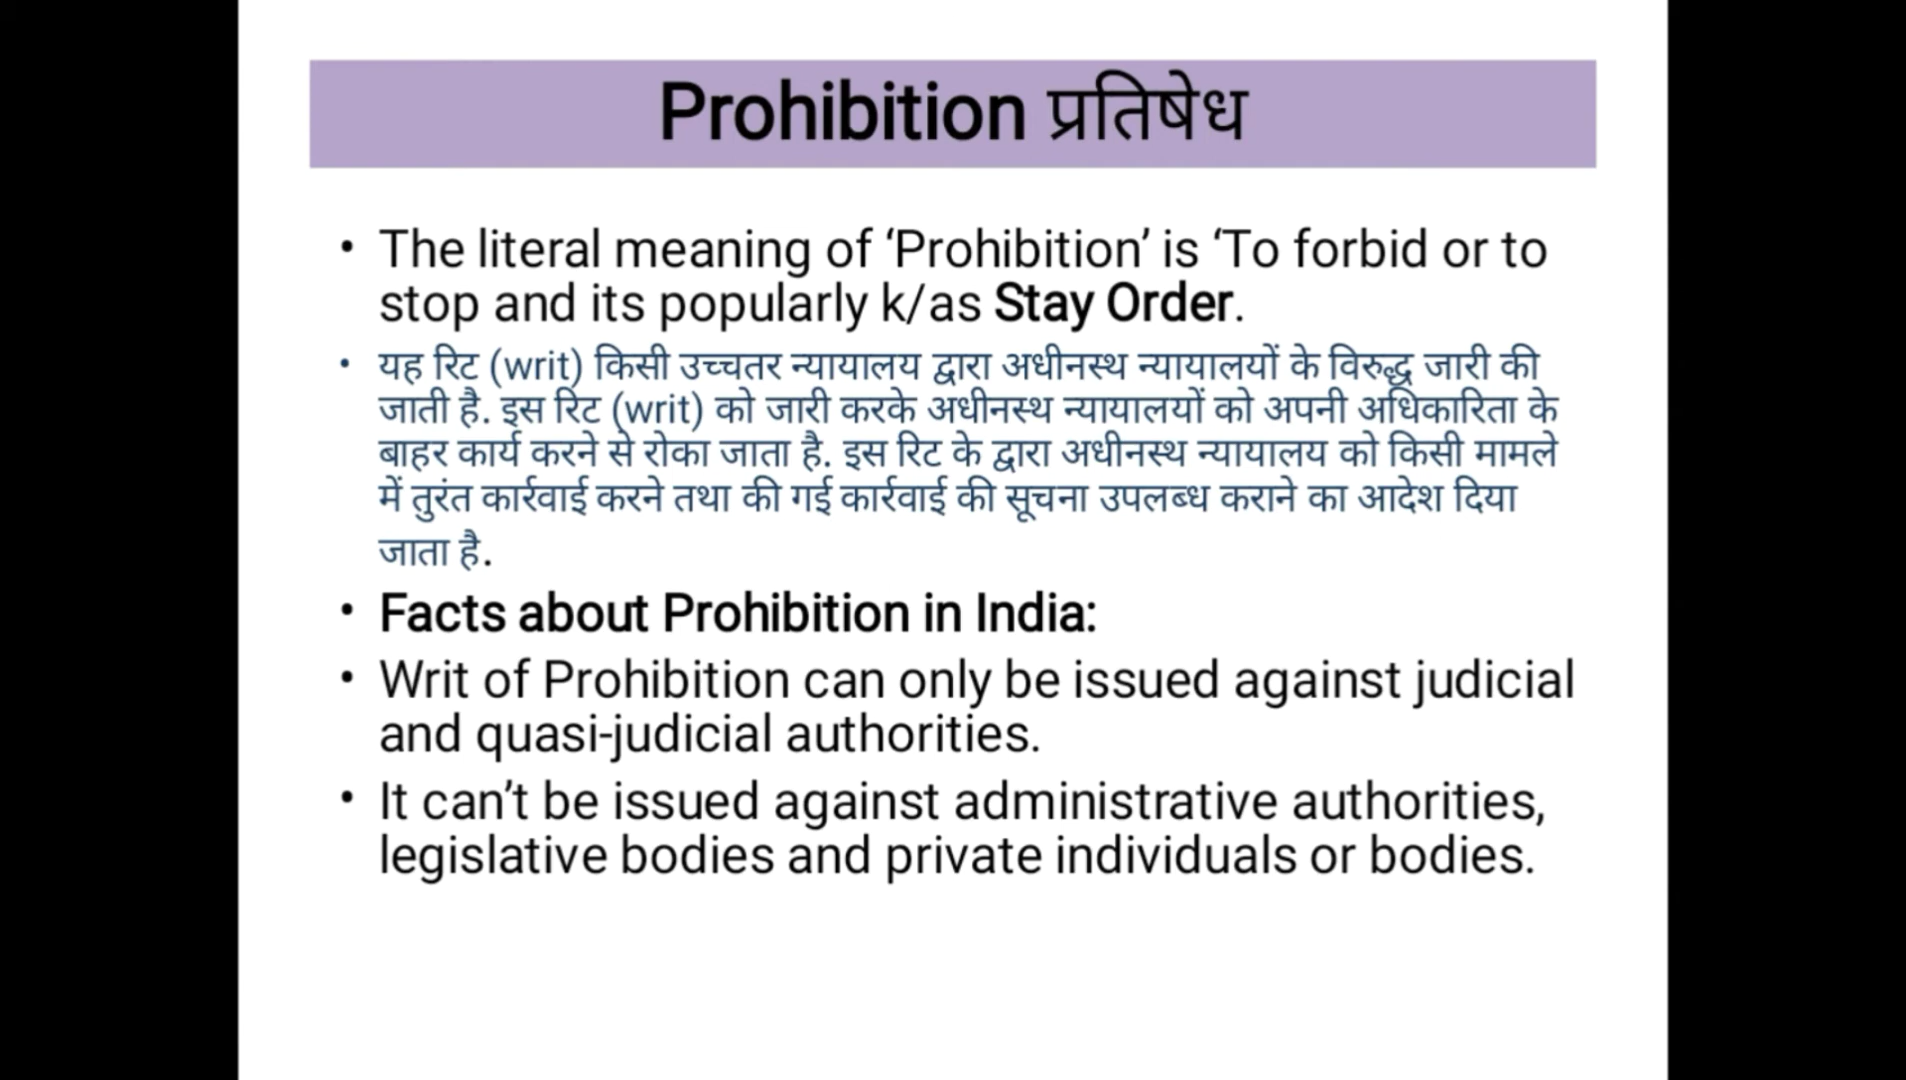 Prohibition प्रतिषेध
• The literal meaning of ‘Prohibition’ is ‘To forbid or to
stop and its popularly k/as Stay Order.
• यह रिट (writ) किसी उच्चतर न्यायालय द्वारा अधीनस्थ न्यायालयों के विरुद्ध जारी की
जाती है. इस रिट (writ) को जारी करके अधीनस्थ न्यायालयों को अपनी अधिकारिता के
बाहर कार्य करने से रोका जाता है. इस रिट के द्वारा अधीनस्थ न्यायालय को किसी मामले
में तुरंत कार्रवाई करने तथा की गई कार्रवाई की सूचना उपलब्ध कराने का आदेश दिया
जाता है.
• Facts about Prohibition in India:
• Writ of Prohibition can only be issued against judicial
and quasi-judicial authorities.
• It can’t be issued against administrative authorities,
legislative bodies and private individuals or bodies.